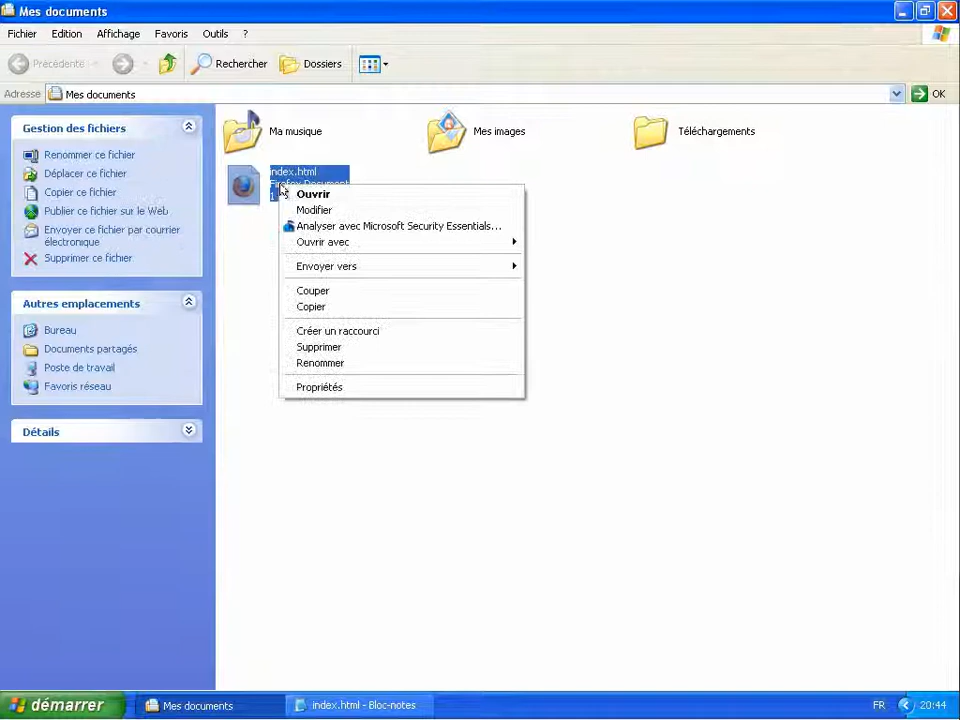 Mes documents
Fichier Edition Affichage Favoris Outils ?
Précédente Rechercher Dossiers
Adresse Mes documents OK
Gestion des fichiers
Renommer ce fichier
Déplacer ce fichier
Copier ce fichier
Publier ce fichier sur le Web
Envoyer ce fichier par courrier
électronique
Supprimer ce fichier
Autres emplacements
Bureau
Documents partagés
Poste de travail
Favoris réseau
Détails
Ma musique Mes images Téléchargements
index.html
Firefox Document
Ouvrir
Modifier
Analyser avec Microsoft Security Essentials...
Ouvrir avec
Envoyer vers
Couper
Copier
Créer un raccourci
Supprimer
Renommer
Propriétés
démarrer Mes documents index.html - Bloc-notes FR 20:44